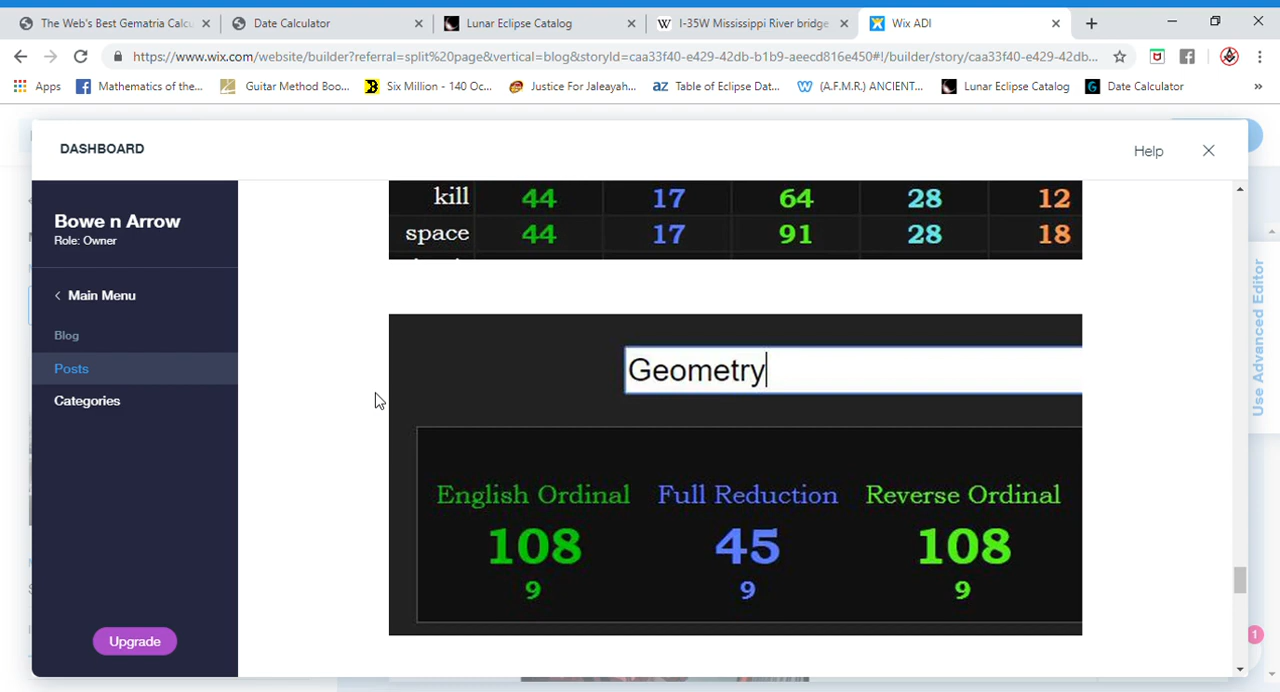 The Web's Best Gematria Calcu
Date Calculator
Lunar Eclipse Catalog
I-35W Mississippi River bridge
Wix ADI
https://www.wix.com/website/builder?referral=split%20page&vertical=blog&storyId=caa33f40-e429-42db-b1b9-aeecd816e450#!/builder/story/caa33f40-e429-42db-b...
Apps
Mathematics of the...
Guitar Method Boo...
Six Million - 140 Oc...
Justice For Jaleayah...
Table of Eclipse Dat...
(A.F.M.R.) ANCIENT...
Lunar Eclipse Catalog
Date Calculator
»
DASHBOARD
Help
Bowe n Arrow
Role: Owner
Main Menu
Blog
Posts
Categories
Upgrade
kill 44 17 64 28 12
space 44 17 91 28 18
Geometry
English Ordinal Full Reduction Reverse Ordinal
108 45 108
9 9 9
Use Advanced Editor
1